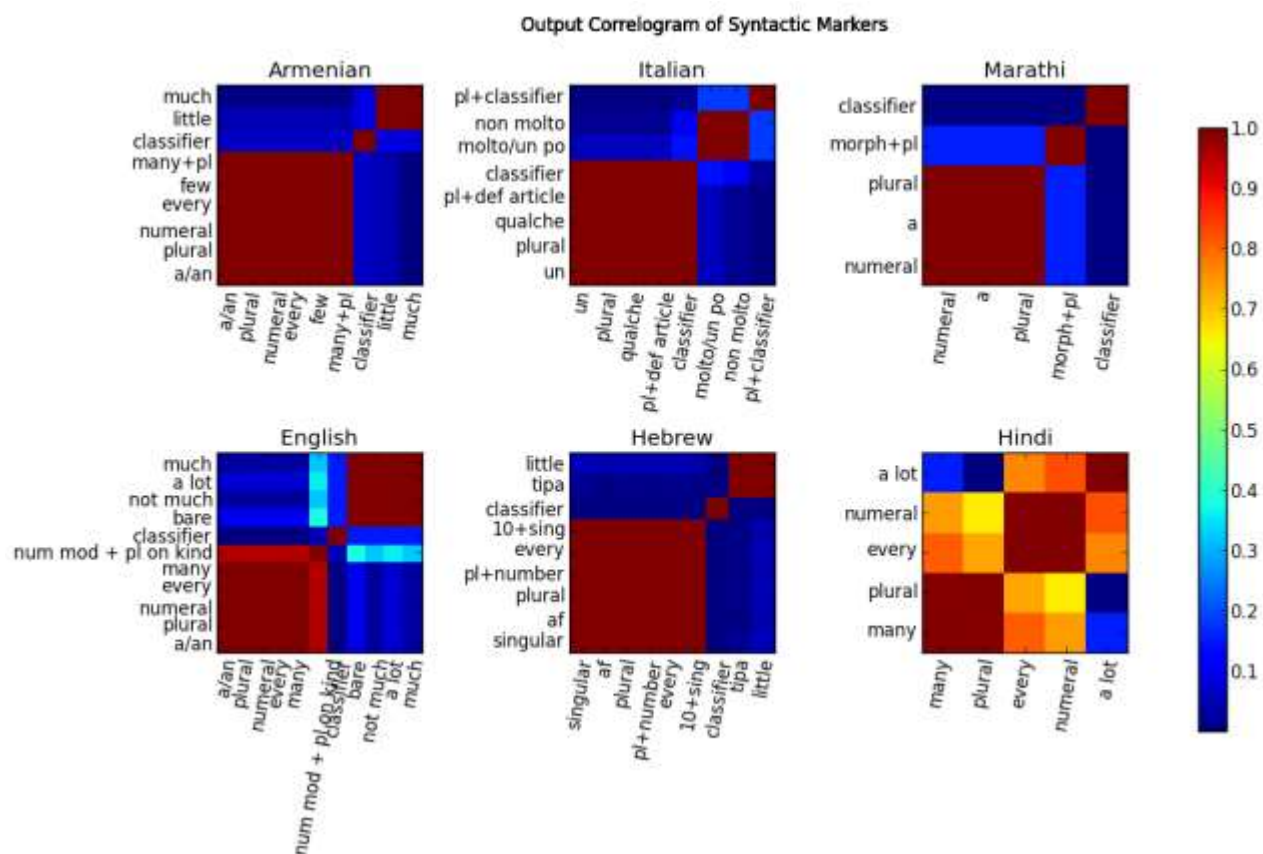 Output Correlogram of Syntactic Markers
Armenian
much
little
classifier
many+pl
few
every
numeral
plural
a/an
a/an
plural
numeral
every
few
many+pl
classifier
little
much
Italian
pl+classifier
non molto
molto/un po
classifier
pl+def article
qualche
plural
un
un
plural
qualche
pl+def article
classifier
molto/un po
non molto
pl+classifier
Marathi
classifier
morph+pl
plural
a
numeral
numeral
a
plural
morph+pl
classifier
English
much
a lot
not much
bare
classifier
num mod + pl on kind
many
every
numeral
plural
a/an
a/an
plural
numeral
every
many
num mod + pl on kind
classifier
bare
not much
a lot
much
Hebrew
little
tipa
classifier
10+sing
every
pl+number
plural
af
singular
singular
af
plural
pl+number
every
10+sing
classifier
tipa
little
Hindi
a lot
numeral
every
plural
many
many
plural
every
numeral
a lot
1.0
0.9
0.8
0.7
0.6
0.5
0.4
0.3
0.2
0.1